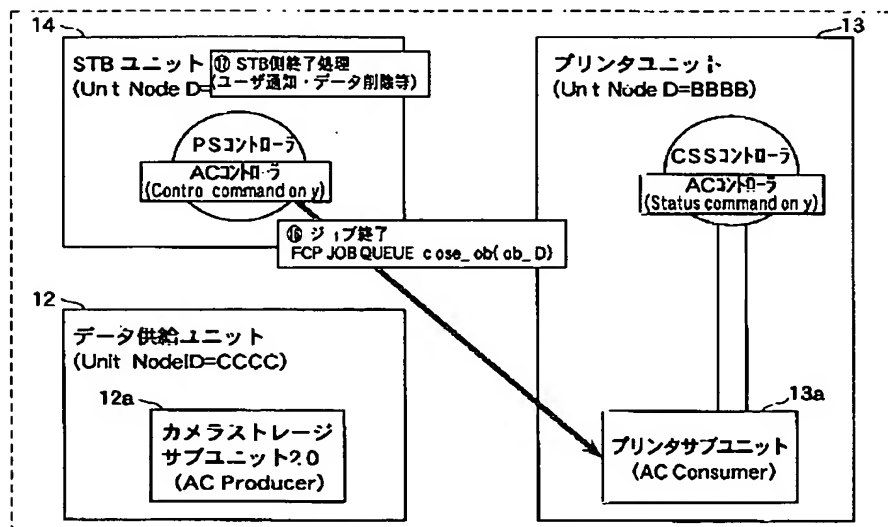 14
STB ユニット
(Un t Node D=
⑰ STB側終了処理
(ユーザ通知・データ削除等)
PSコントローラ
ACコントローラ
(Contro command on y)
13
プリンタユニット
(Un t Node D=BBBB)
CSSコントローラ
ACコントローラ
(Status command on y)
⑯ ジョブ終了
FCP JOB QUEUE c ose_ ob( ob_ D)
12
データ供給ユニット
(Unit NodeID=CCCC)
12a
カメラストレージ
サブユニット2.0
(AC Producer)
13a
プリンタサブユニット
(AC Consumer)